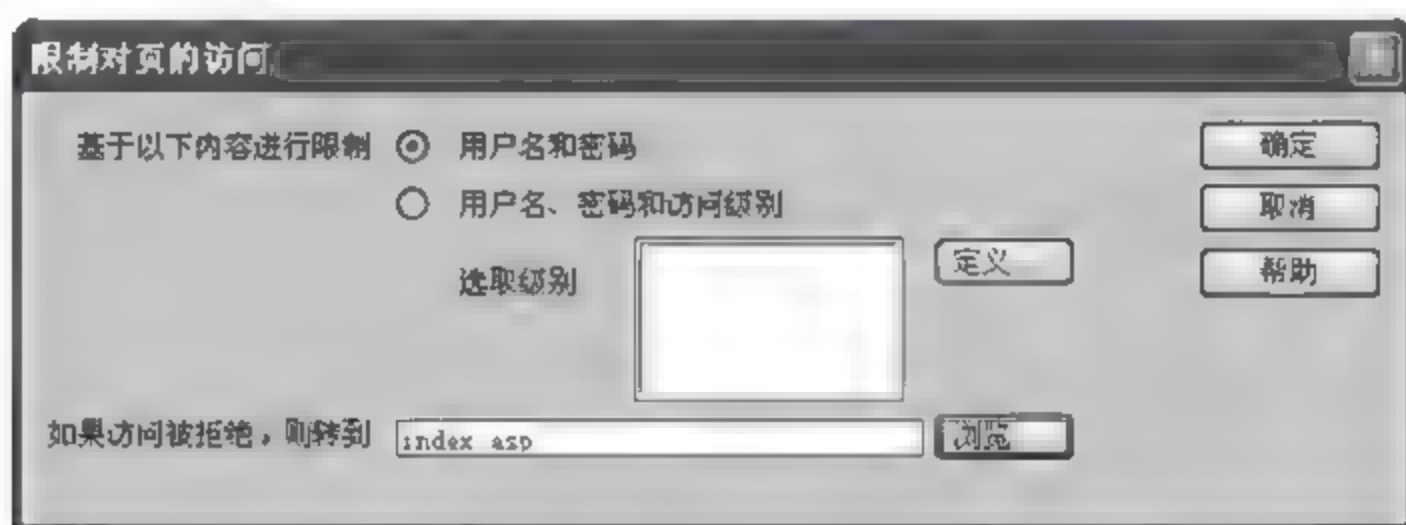 限制对页的访问
基于以下内容进行限制 用户名和密码 确定
用户名、密码和访问级别 取消
选取级别 定义 帮助
如果访问被拒绝，则转到 index asp 浏览